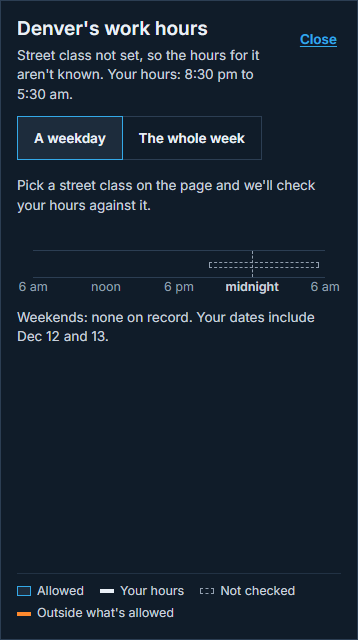 Denver's work hours
Close
Street class not set, so the hours for it
aren't known. Your hours: 8:30 pm to
5:30 am.
A weekday
The whole week
Pick a street class on the page and we'll check
your hours against it.
6 am noon 6 pm midnight 6 am
Weekends: none on record. Your dates include
Dec 12 and 13.
Allowed Your hours Not checked
Outside what's allowed